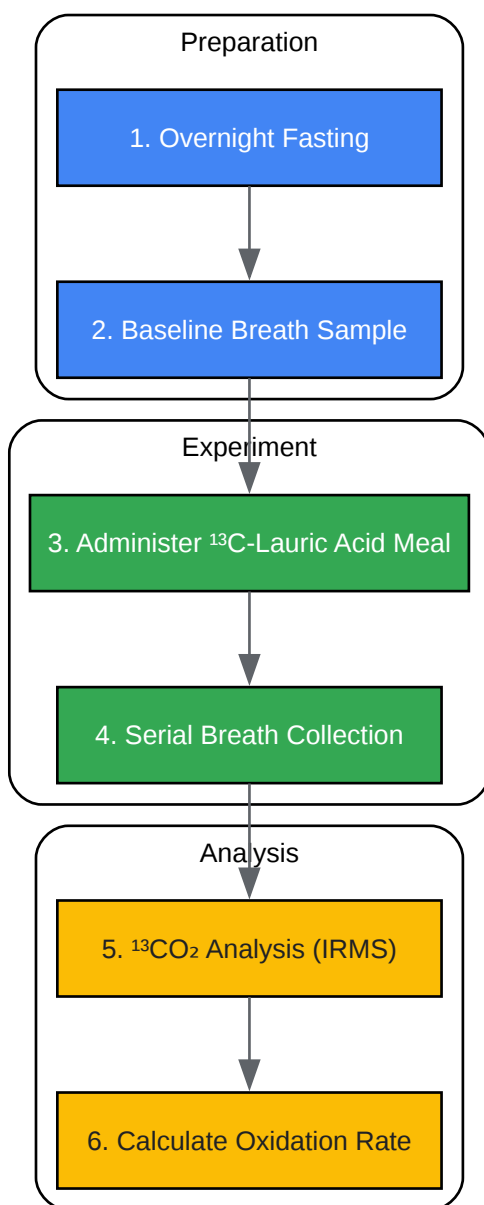 Preparation
1. Overnight Fasting
2. Baseline Breath Sample
Experiment
3. Administer ¹³C-Lauric Acid Meal
4. Serial Breath Collection
Analysis
5. ¹³CO₂ Analysis (IRMS)
6. Calculate Oxidation Rate